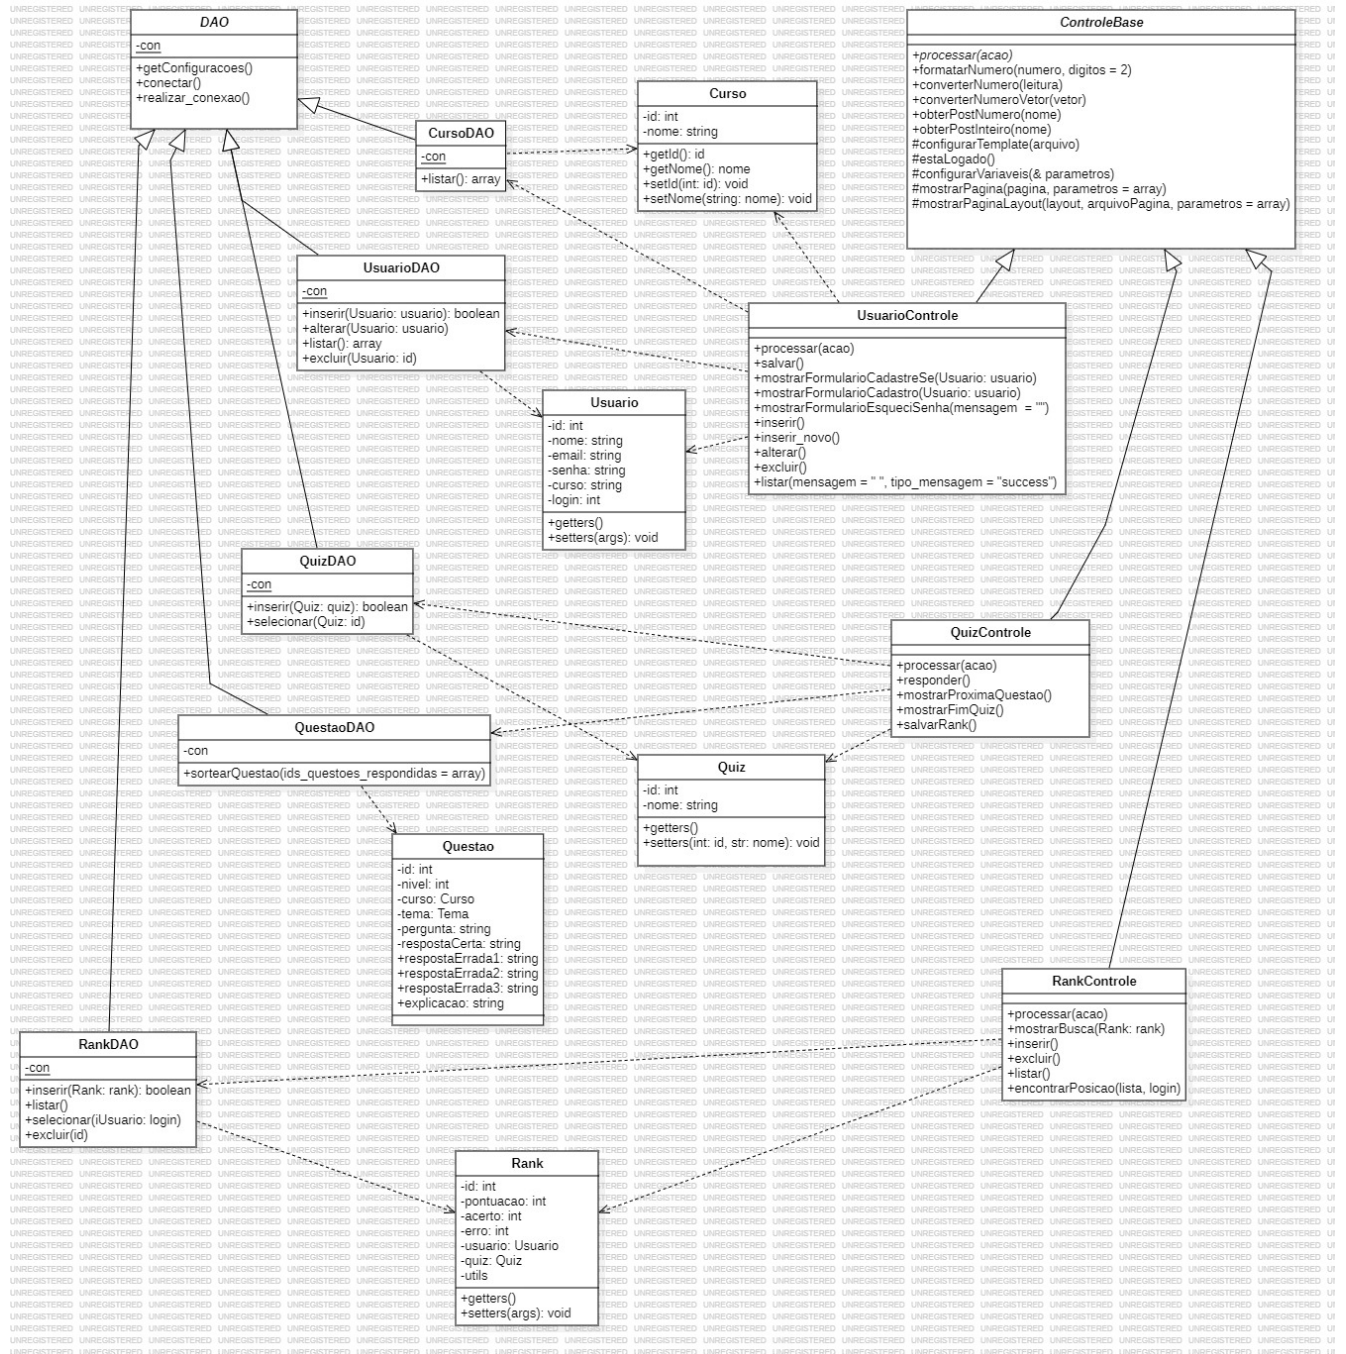 DAO
-con
+getConfiguracoes()
+conectar()
+realizar_conexao()
ControleBase
+processar(acao)
+formatarNumero(numero, digitos = 2)
+converterNumero(leitura)
+converterNumeroVetor(vetor)
+obterPostNumero(nome)
+obterPostInteiro(nome)
#configurarTemplate(arquivo)
#estaLogado()
#configurarVariaveis(& parametros)
#mostrarPagina(pagina, parametros = array)
#mostrarPaginaLayout(layout, arquivoPagina, parametros = array)
Curso
-id: int
-nome: string
+getId(): id
+getNome(): nome
+setId(int: id): void
+setNome(string: nome): void
CursoDAO
-con
+listar(): array
UsuarioDAO
-con
+inserir(Usuario: usuario): boolean
+alterar(Usuario: usuario)
+listar(): array
+excluir(Usuario: id)
UsuarioControle
+processar(acao)
+salvar()
+mostrarFormularioCadastreSe(Usuario: usuario)
+mostrarFormularioCadastro(Usuario: usuario)
+mostrarFormularioEsqueciSenha(mensagem  = "")
+inserir()
+inserir_novo()
+alterar()
+excluir()
+listar(mensagem = " ", tipo_mensagem = "success")
Usuario
-id: int
-nome: string
-email: string
-senha: string
-curso: string
-login: int
+getters()
+setters(args): void
QuizDAO
-con
+inserir(Quiz: quiz): boolean
+selecionar(Quiz: id)
QuizControle
+processar(acao)
+responder()
+mostrarProximaQuestao()
+mostrarFimQuiz()
+salvarRank()
QuestaoDAO
-con
+sortearQuestao(ids_questoes_respondidas = array)
Quiz
-id: int
-nome: string
+getters()
+setters(int: id, str: nome): void
Questao
-id: int
-nivel: int
-curso: Curso
-tema: Tema
-pergunta: string
-respostaCerta: string
+respostaErrada1: string
+respostaErrada2: string
+respostaErrada3: string
+explicacao: string
RankControle
+processar(acao)
+mostrarBusca(Rank: rank)
+inserir()
+excluir()
+listar()
+encontrarPosicao(lista, login)
RankDAO
-con
+inserir(Rank: rank): boolean
+listar()
+selecionar(iUsuario: login)
+excluir(id)
Rank
-id: int
-pontuacao: int
-acerto: int
-erro: int
-usuario: Usuario
-quiz: Quiz
-utils
+getters()
+setters(args): void
UNREGISTERED